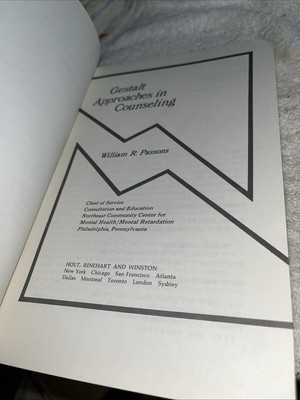 Gestalt
Approaches in
Counseling
William R. Passons
Chief of Service
Consultation and Education
Northeast Community Center for
Mental Health/Mental Retardation
Philadelphia, Pennsylvania
HOLT, RINEHART AND WINSTON
New York Chicago San Francisco Atlanta
Dallas Montreal Toronto London Sydney